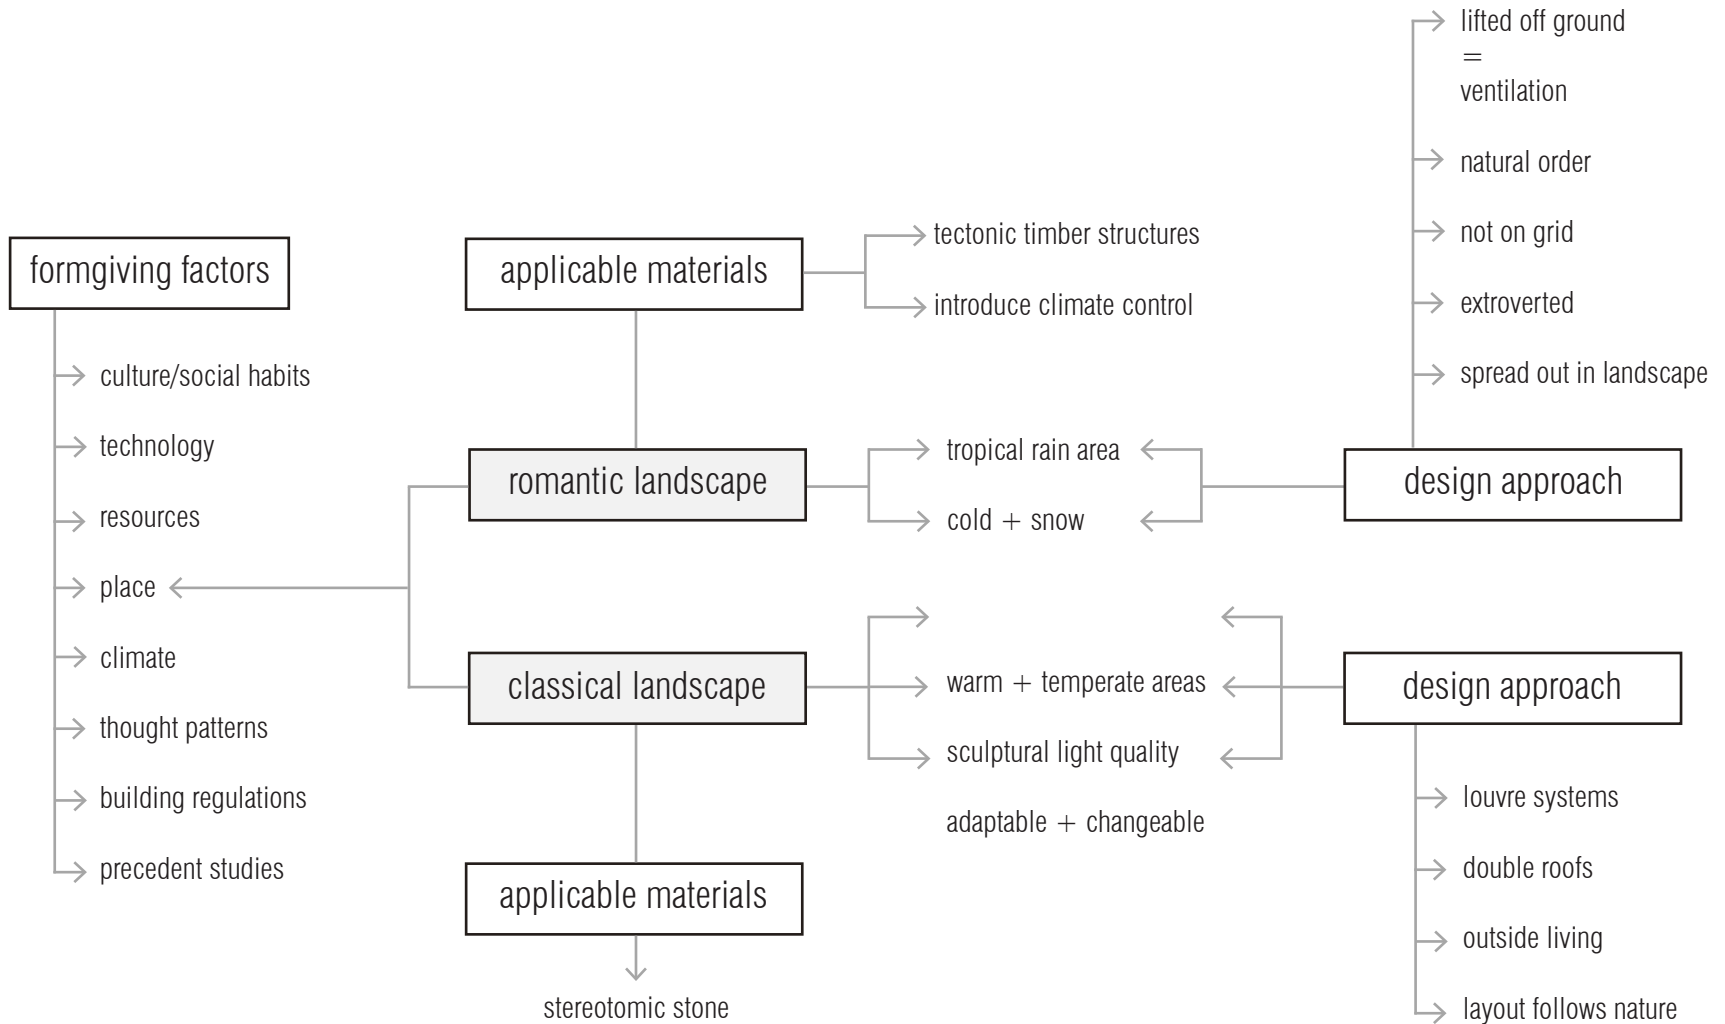 formgiving factors
culture/social habits
technology
resources
place
climate
thought patterns
building regulations
precedent studies
applicable materials
tectonic timber structures
introduce climate control
romantic landscape
tropical rain area
cold + snow
classical landscape
warm + temperate areas
sculptural light quality
adaptable + changeable
applicable materials
stereotomic stone
lifted off ground
=
ventilation
natural order
not on grid
extroverted
spread out in landscape
design approach
design approach
louvre systems
double roofs
outside living
layout follows nature